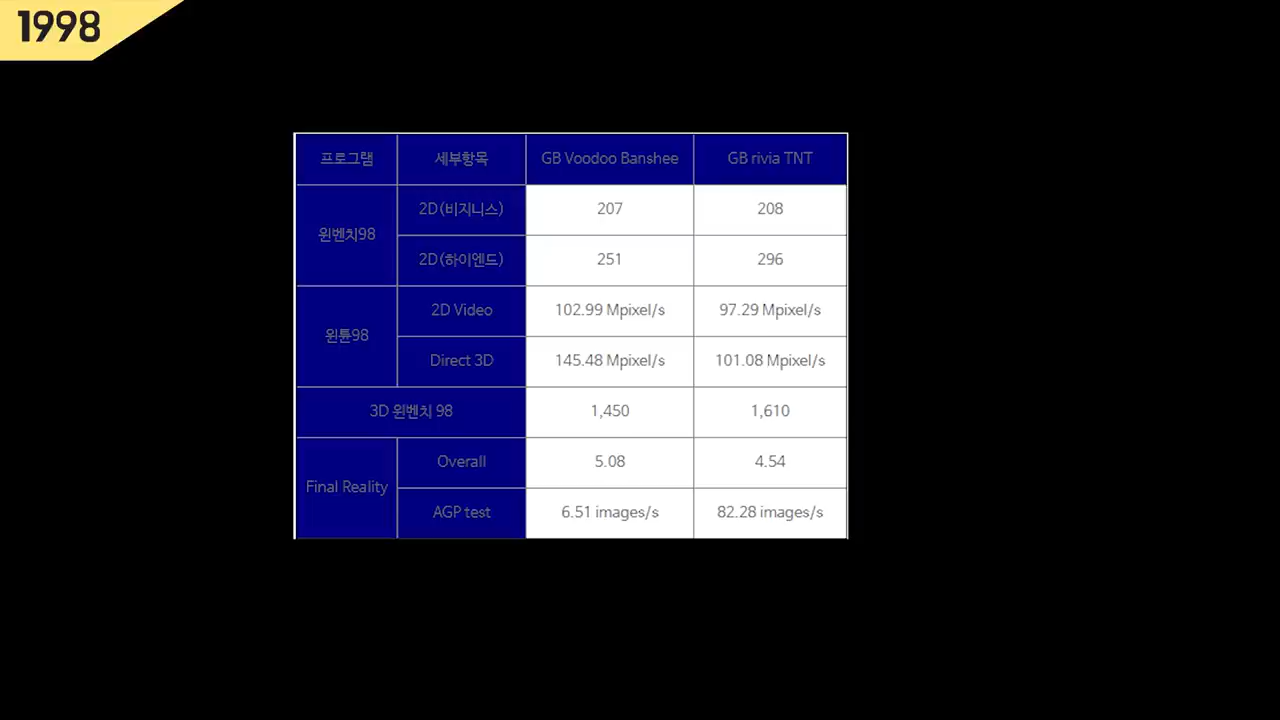 1998
프로그램 세부항목 GB Voodoo Banshee GB rivia TNT
윈벤치98 2D(비지니스) 207 208
2D(하이엔드) 251 296
윈튠98 2D Video 102.99 Mpixel/s 97.29 Mpixel/s
Direct 3D 145.48 Mpixel/s 101.08 Mpixel/s
3D 윈벤치 98 1,450 1,610
Final Reality Overall 5.08 4.54
AGP test 6.51 images/s 82.28 images/s